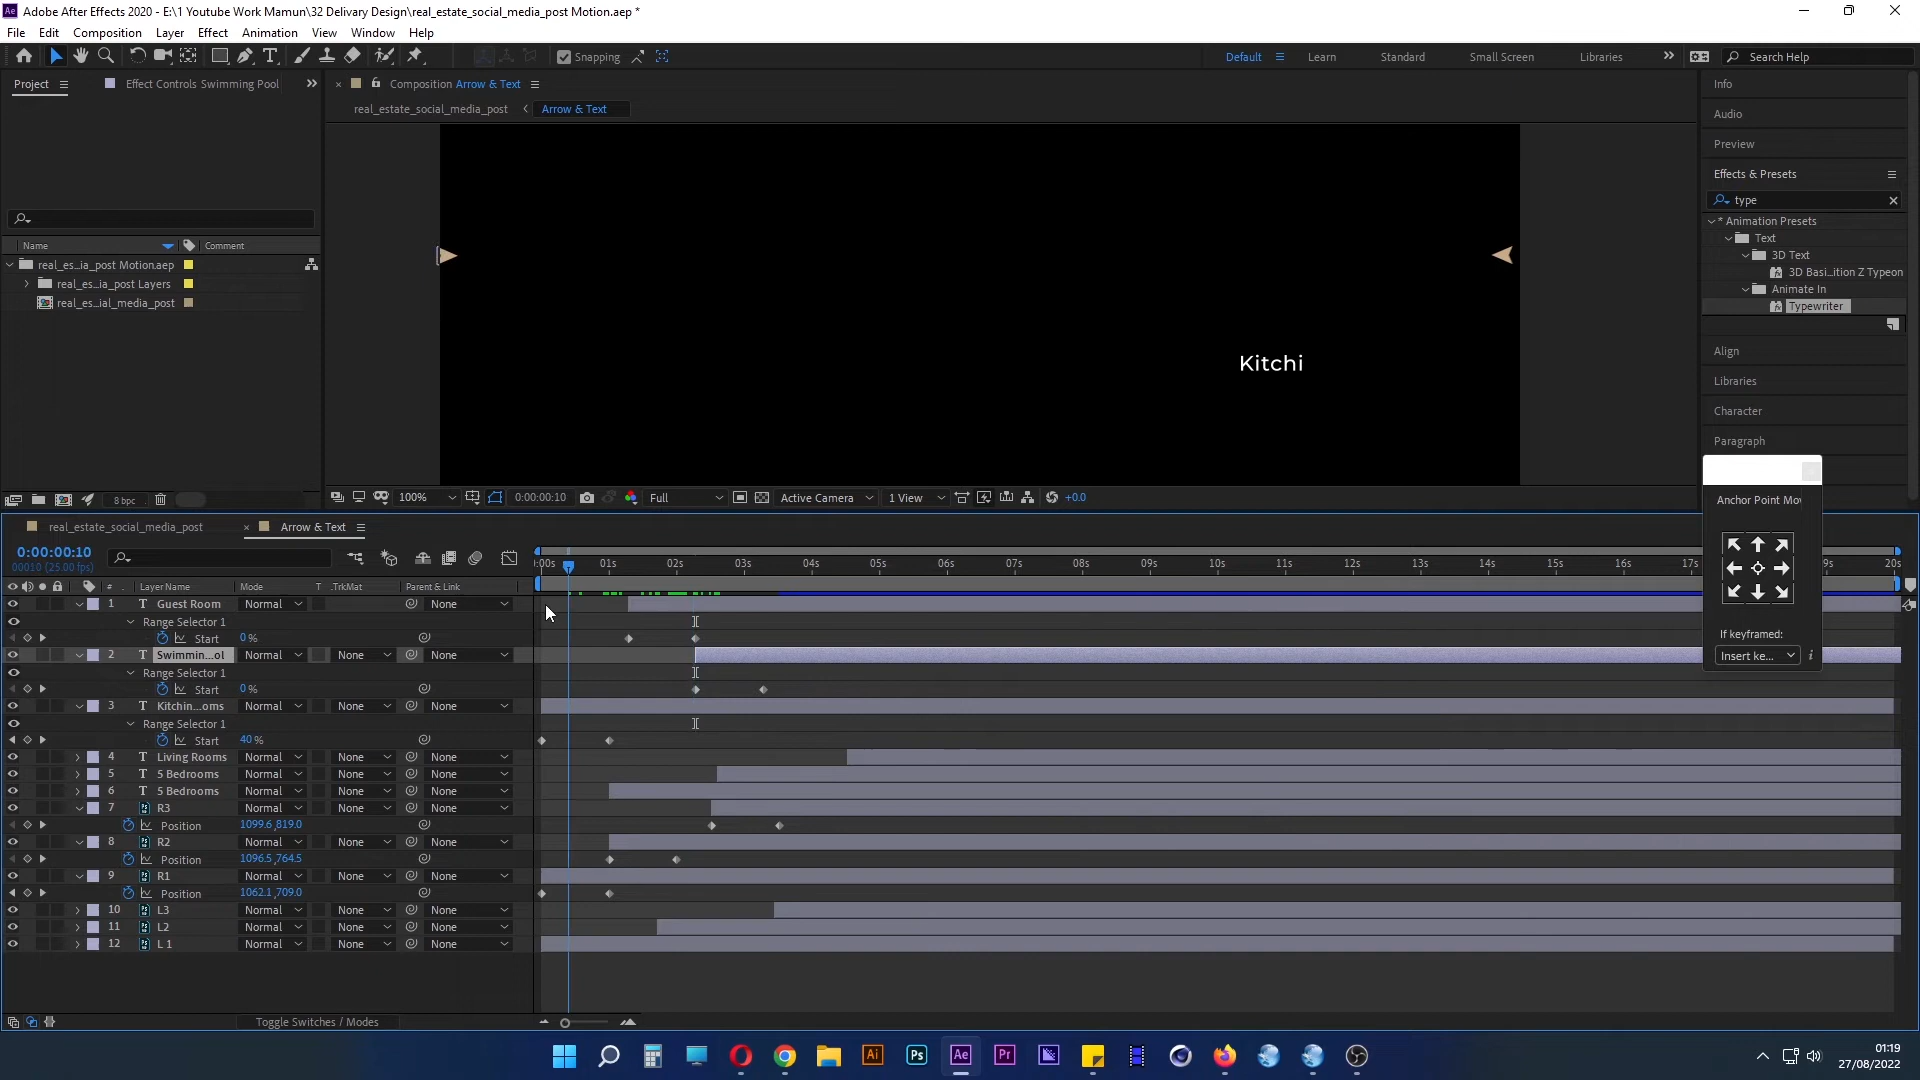 Adobe After Effects 2020 - E:\1 Youtube Work Mamun\32 Delivary Design\real_estate_social_media_post Motion.aep *
File Edit Composition Layer Effect Animation View Window Help
Snapping Default Learn Standard Small Screen Libraries Search Help
Project Effect Controls Swimming Pool Composition Arrow & Text Info
real_estate_social_media_post Arrow & Text
Audio
Preview
Effects & Presets
type
* Animation Presets
Text
3D Text
3D Basi...ition Z Typeon
Animate In
Typewriter
Align
Libraries
Character
Paragraph
Name Comment
real_es...ia_post Motion.aep
real_es...ia_post Layers
real_es...ial_media_post
Kitchi
8 bpc 100% 0:00:00:10 Full Active Camera 1 View +0.0
Anchor Point Mov
real_estate_social_media_post Arrow & Text
0:00:00:10
00010 (25.00 fps)
:00s 01s 02s 03s 04s 05s 06s 07s 08s 09s 10s 11s 12s 13s 14s 15s 16s 17s 9s 20s
# Layer Name Mode T .TrkMat Parent & Link
1 T Guest Room Normal None
Range Selector 1
Start 0 %
2 T Swimmin...ol Normal None None
Range Selector 1
Start 0 %
3 T Kitchin...oms Normal None None
Range Selector 1
Start 40 %
4 T Living Rooms Normal None None
5 T 5 Bedrooms Normal None None
6 T 5 Bedrooms Normal None None
7 R3 Normal None None
Position 1099.6,819.0
8 R2 Normal None None
Position 1096.5,764.5
9 R1 Normal None None
Position 1062.1,709.0
10 L3 Normal None None
11 L2 Normal None None
12 L 1 Normal None None
If keyframed:
Insert ke... i
Toggle Switches / Modes
Ai Ps Ae Pr
01:19
27/08/2022